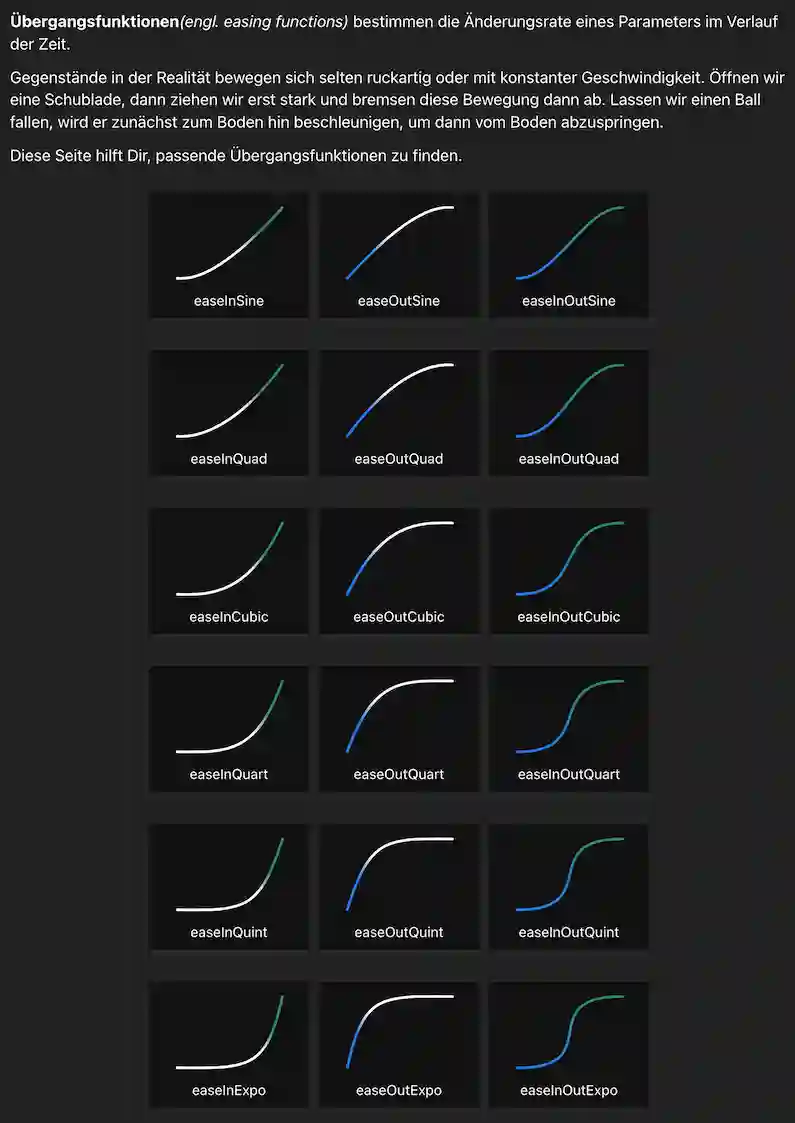 Übergangsfunktionen(engl. easing functions) bestimmen die Änderungsrate eines Parameters im Verlauf
der Zeit.
Gegenstände in der Realität bewegen sich selten ruckartig oder mit konstanter Geschwindigkeit. Öffnen wir
eine Schublade, dann ziehen wir erst stark und bremsen diese Bewegung dann ab. Lassen wir einen Ball
fallen, wird er zunächst zum Boden hin beschleunigen, um dann vom Boden abzuspringen.
Diese Seite hilft Dir, passende Übergangsfunktionen zu finden.
easeInSine easeOutSine easeInOutSine
easeInQuad easeOutQuad easeInOutQuad
easeInCubic easeOutCubic easeInOutCubic
easeInQuart easeOutQuart easeInOutQuart
easeInQuint easeOutQuint easeInOutQuint
easeInExpo easeOutExpo easeInOutExpo